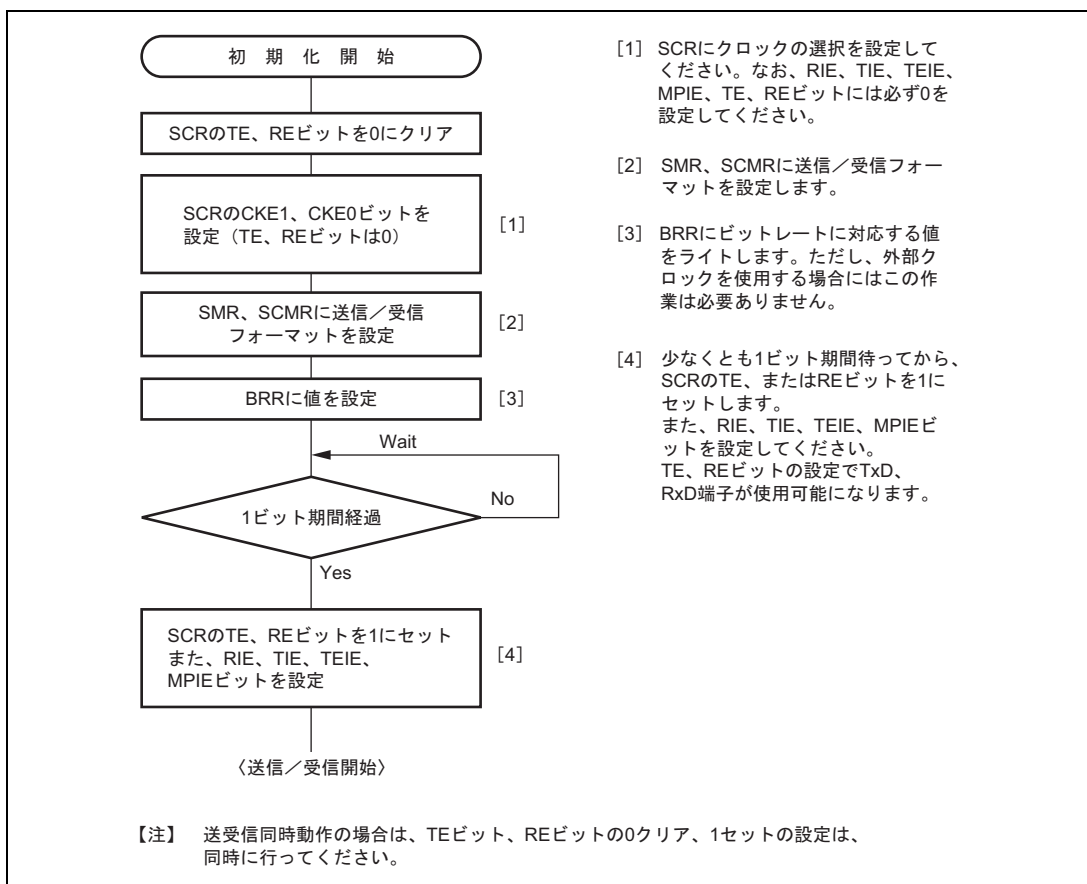 初 期 化 開 始
SCRのTE、REビットを0にクリア
SCRのCKE1、CKE0ビットを
設定（TE、REビットは0）
［1］
SMR、SCMRに送信／受信
フォーマットを設定
［2］
BRRに値を設定
［3］
Wait
No
1ビット期間経過
Yes
SCRのTE、REビットを1にセット
また、RIE、TIE、TEIE、
MPIEビットを設定
［4］
〈送信／受信開始〉
［1］ SCRにクロックの選択を設定して
ください。なお、RIE、TIE、TEIE、
MPIE、TE、REビットには必ず0を
設定してください。
［2］ SMR、SCMRに送信／受信フォー
マットを設定します。
［3］ BRRにビットレートに対応する値
をライトします。ただし、外部ク
ロックを使用する場合にはこの作
業は必要ありません。
［4］ 少なくとも1ビット期間待ってから、
SCRのTE、またはREビットを1に
セットします。
また、RIE、TIE、TEIE、MPIEビ
ットを設定してください。
TE、REビットの設定でTxD、
RxD端子が使用可能になります。
【注】 送受信同時動作の場合は、TEビット、REビットの0クリア、1セットの設定は、
同時に行ってください。